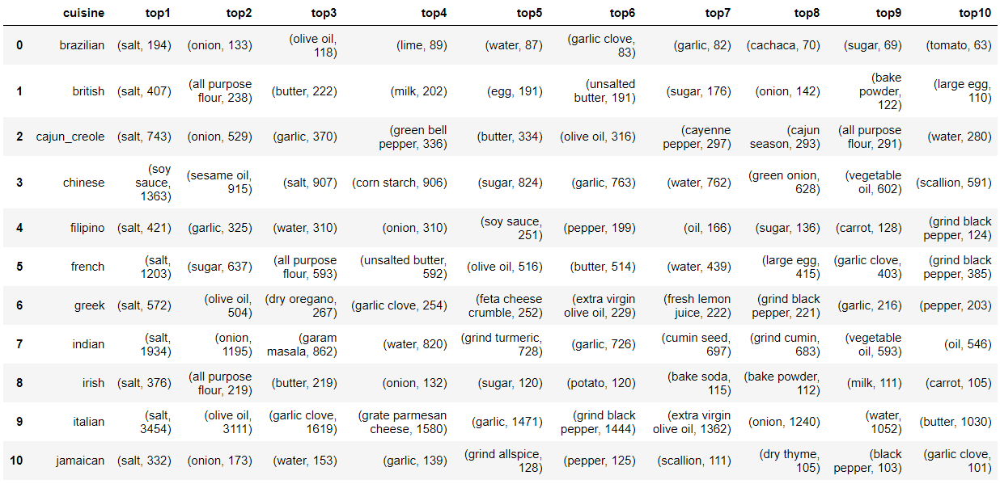 cuisine top1 top2 top3 top4 top5 top6 top7 top8 top9 top10
0 brazilian (salt, 194) (onion, 133) (olive oil, 118) (lime, 89) (water, 87) (garlic clove, 83) (garlic, 82) (cachaca, 70) (sugar, 69) (tomato, 63)
1 british (salt, 407) (all purpose flour, 238) (butter, 222) (milk, 202) (egg, 191) (unsalted butter, 191) (sugar, 176) (onion, 142) (bake powder, 122) (large egg, 110)
2 cajun_creole (salt, 743) (onion, 529) (garlic, 370) (green bell pepper, 336) (butter, 334) (olive oil, 316) (cayenne pepper, 297) (cajun season, 293) (all purpose flour, 291) (water, 280)
3 chinese (soy sauce, 1363) (sesame oil, 915) (salt, 907) (corn starch, 906) (sugar, 824) (garlic, 763) (water, 762) (green onion, 628) (vegetable oil, 602) (scallion, 591)
4 filipino (salt, 421) (garlic, 325) (water, 310) (onion, 310) (soy sauce, 251) (pepper, 199) (oil, 166) (sugar, 136) (carrot, 128) (grind black pepper, 124)
5 french (salt, 1203) (sugar, 637) (all purpose flour, 593) (unsalted butter, 592) (olive oil, 516) (butter, 514) (water, 439) (large egg, 415) (garlic clove, 403) (grind black pepper, 385)
6 greek (salt, 572) (olive oil, 504) (dry oregano, 267) (garlic clove, 254) (feta cheese crumble, 252) (extra virgin olive oil, 229) (fresh lemon juice, 222) (grind black pepper, 221) (garlic, 216) (pepper, 203)
7 indian (salt, 1934) (onion, 1195) (garam masala, 862) (water, 820) (grind turmeric, 728) (garlic, 726) (cumin seed, 697) (grind cumin, 683) (vegetable oil, 593) (oil, 546)
8 irish (salt, 376) (all purpose flour, 219) (butter, 219) (onion, 132) (sugar, 120) (potato, 120) (bake soda, 115) (bake powder, 112) (milk, 111) (carrot, 105)
9 italian (salt, 3454) (olive oil, 3111) (garlic clove, 1619) (grate parmesan cheese, 1580) (garlic, 1471) (grind black pepper, 1444) (extra virgin olive oil, 1362) (onion, 1240) (water, 1052) (butter, 1030)
10 jamaican (salt, 332) (onion, 173) (water, 153) (garlic, 139) (grind allspice, 128) (pepper, 125) (scallion, 111) (dry thyme, 105) (black pepper, 103) (garlic clove, 101)